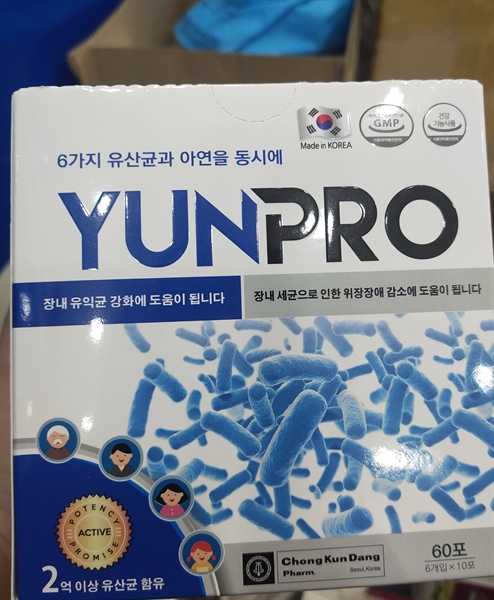 Made in KOREA
GMP
건강
기능식품
6가지 유산균과 아연을 동시에
YUNPRO
장내 유익균 강화에 도움이 됩니다
장내 세균으로 인한 위장장애 감소에 도움이 됩니다
POTENCY
ACTIVE
PROMISE
2억 이상 유산균 함유
ChongKunDang
Pharm. Seoul, Korea
60포
6개입×10포